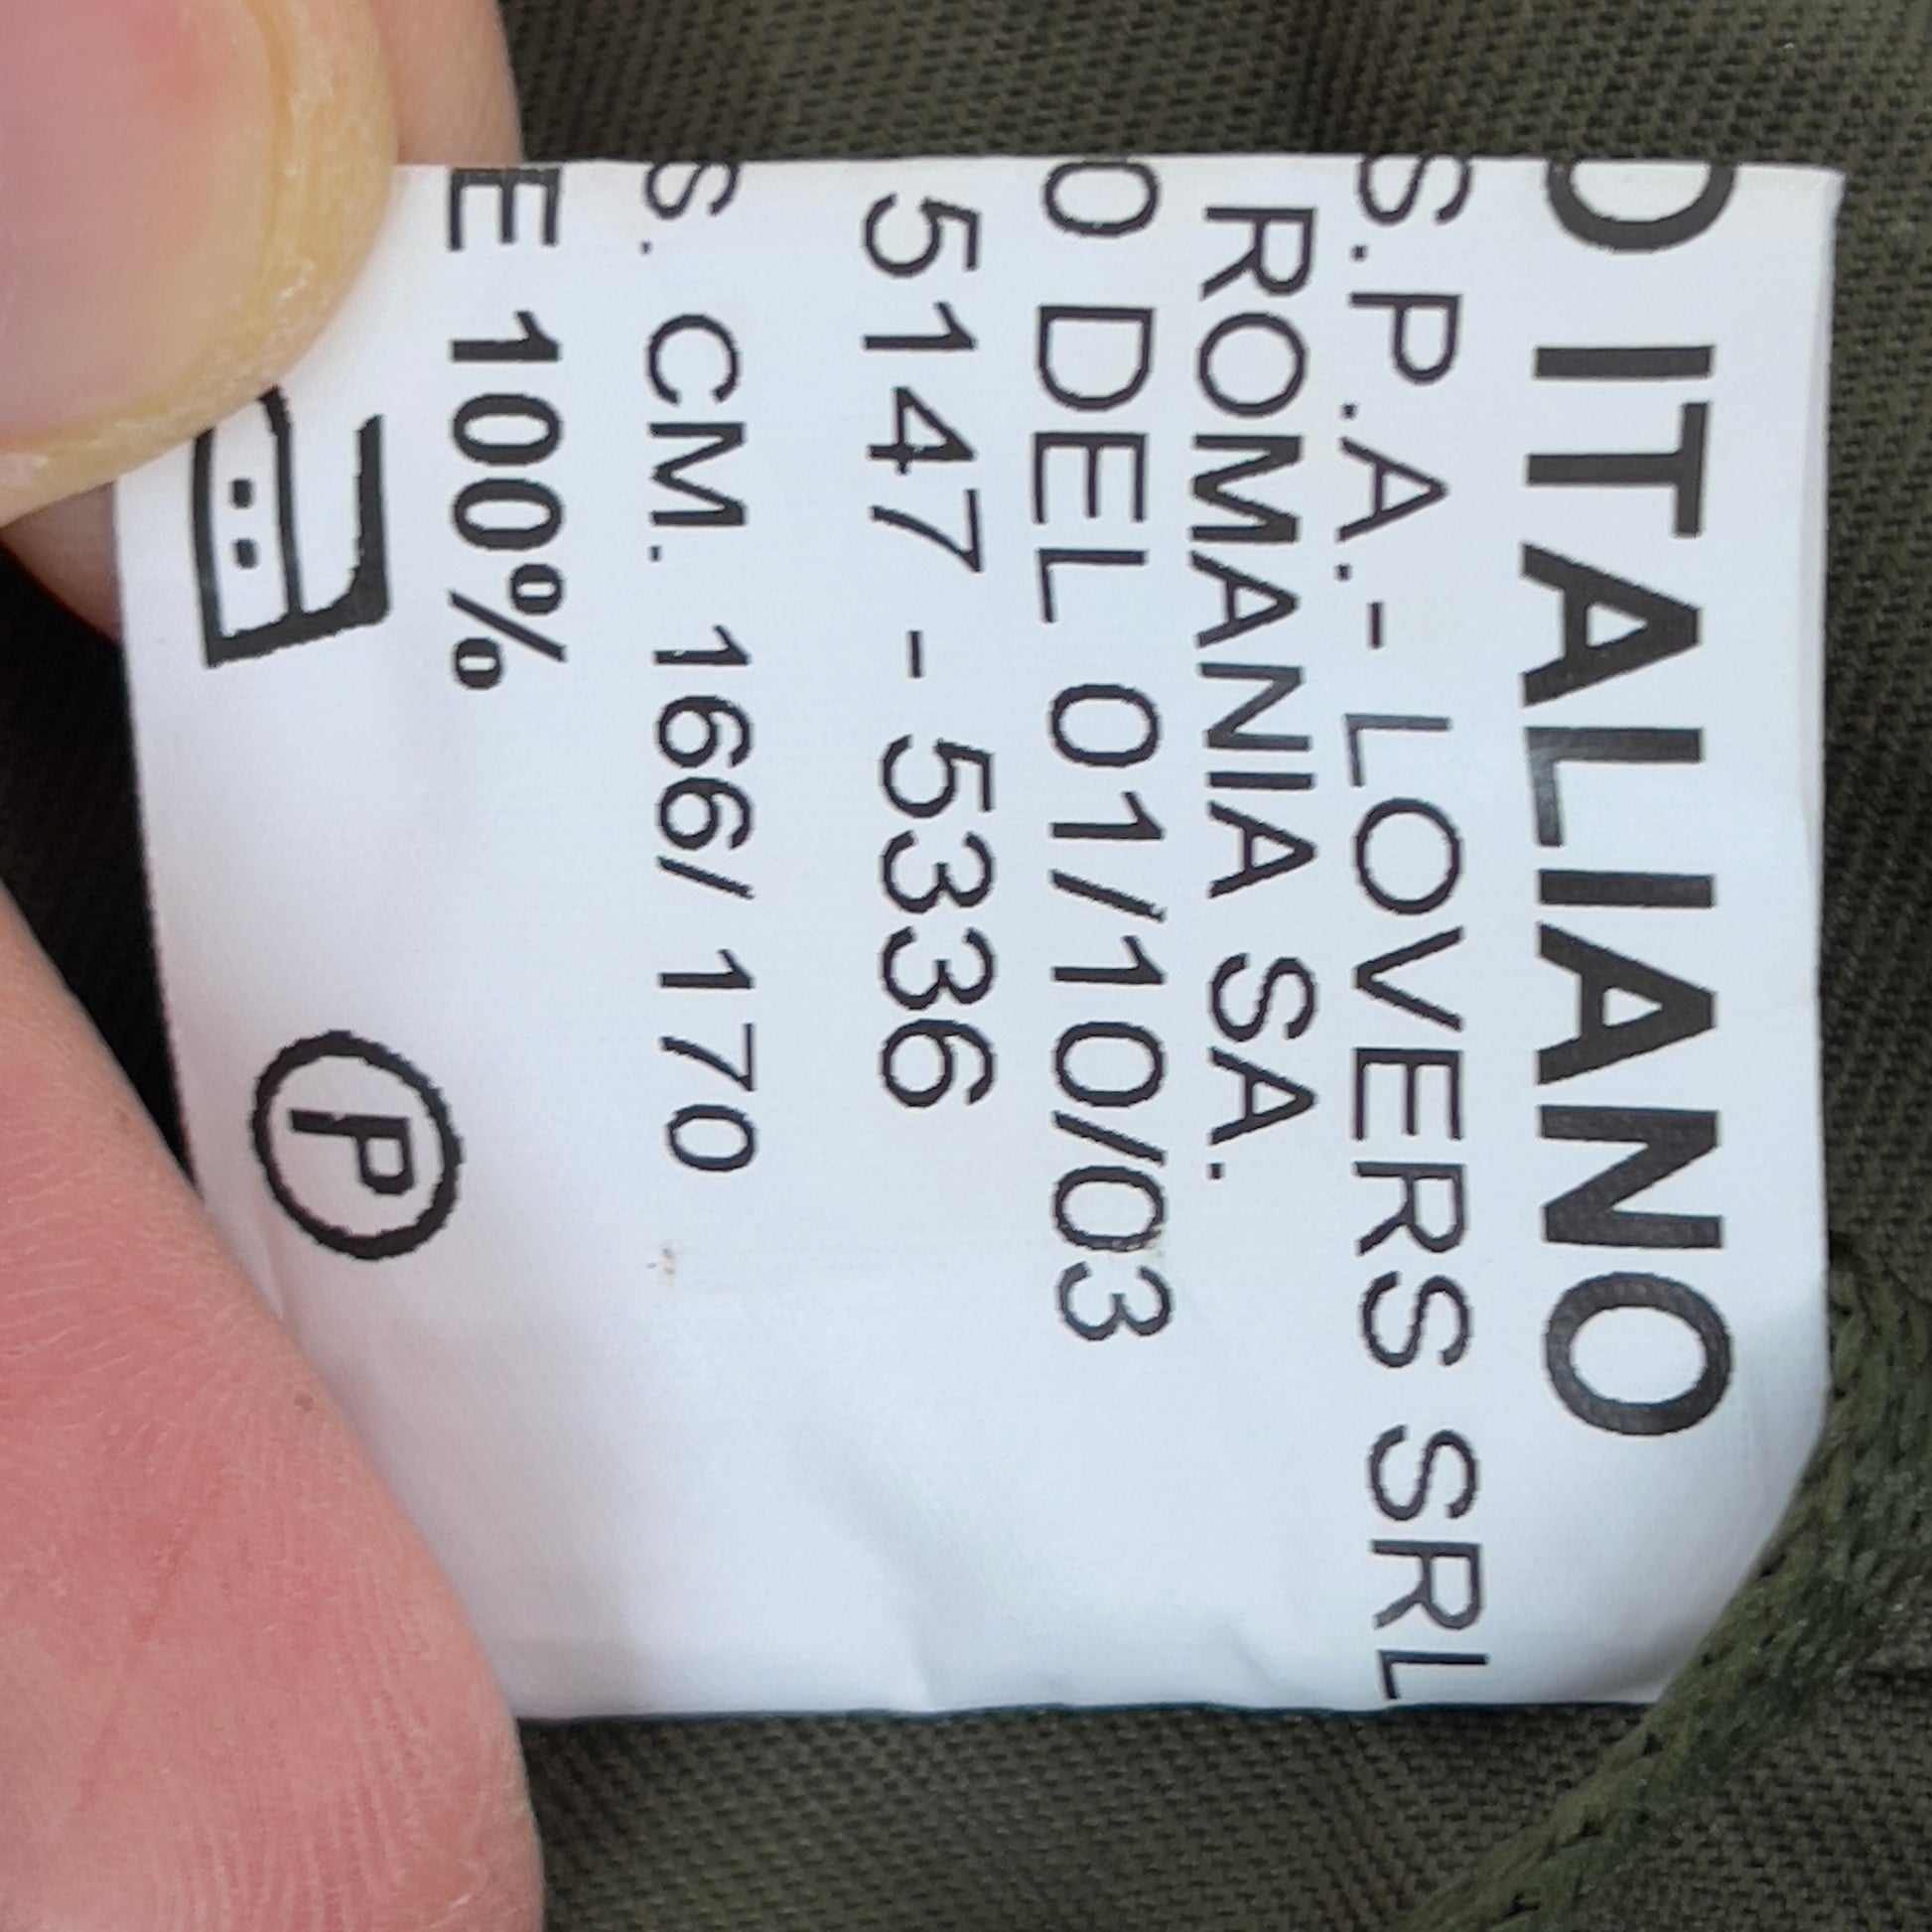 O ITALIANO
S.P.A.- LOVERS SRL
ROMANIA SA.
O DEL 01/10/03
5147 - 5336
S. CM. 166/170
E 100%
P